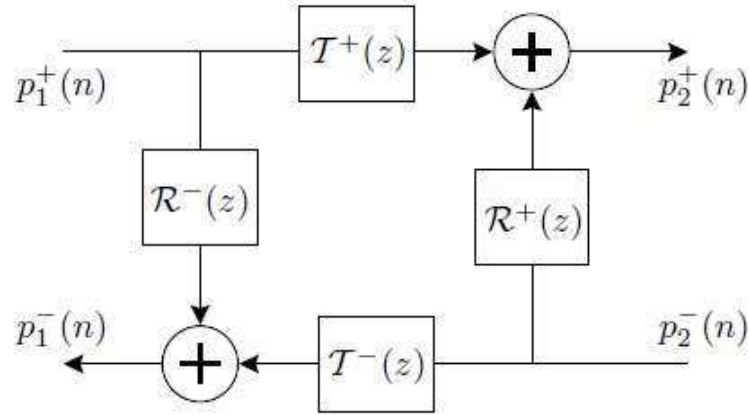 𝒯⁺(z)
p₁⁺(n)
p₂⁺(n)
ℛ⁻(z)
ℛ⁺(z)
p₁⁻(n)
p₂⁻(n)
𝒯⁻(z)